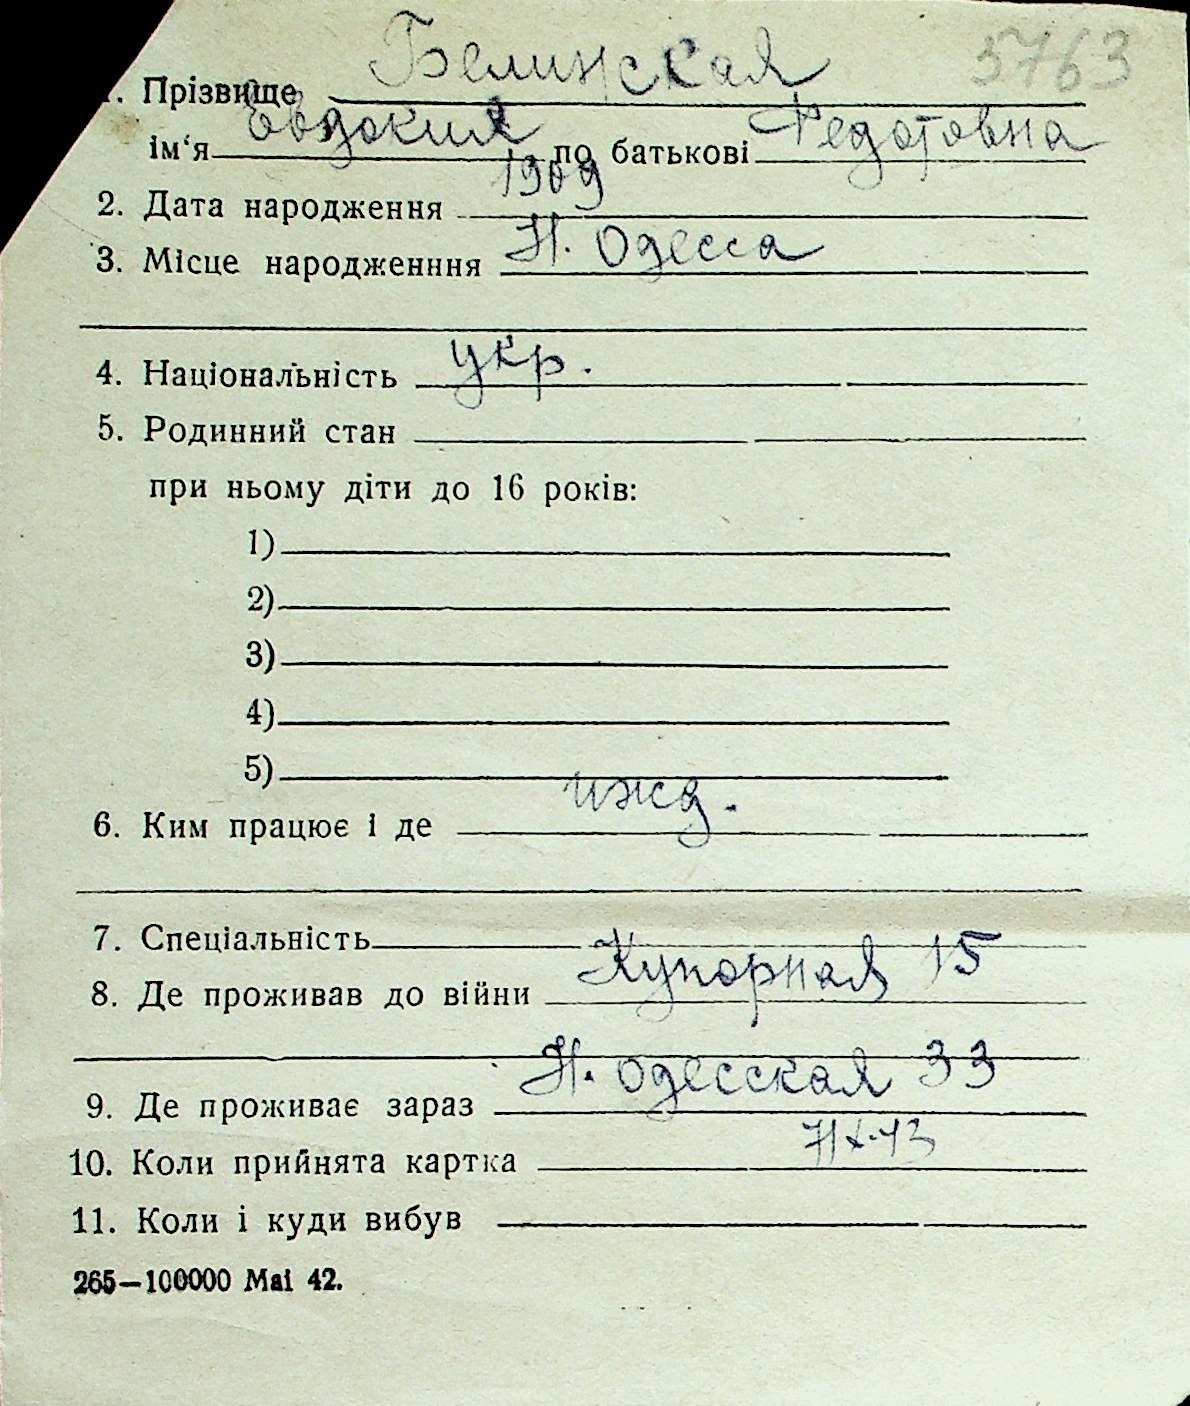 5763
1. Прізвище Белинская
ім‘я Евдокия по батькові Федотовна
2. Дата народження 1909
3. Місце народженння Н. Одесса
4. Національність укр.
5. Родинний стан
при ньому діти до 16 років:
1)
2)
3)
4)
5)
6. Ким працює і де ижд.
7. Спеціальність
8. Де проживав до війни Купорная 15
9. Де проживає зараз Н. Одесская 33
10. Коли прийнята картка
11. Коли і куди вибув
265—100000 Mai 42.